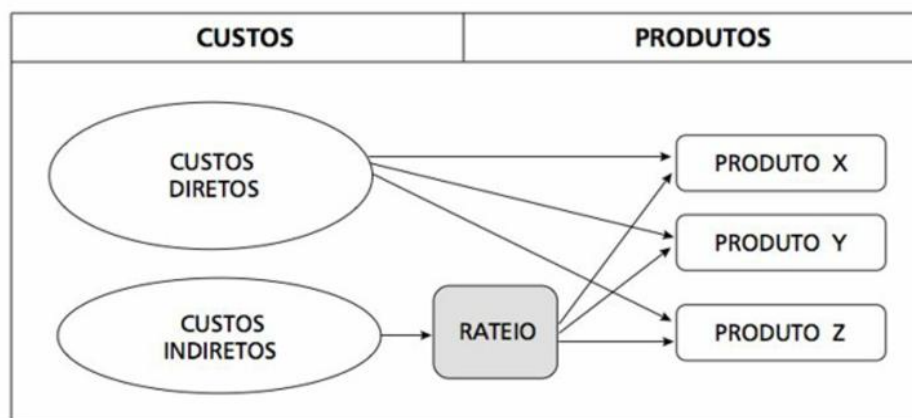 CUSTOS
PRODUTOS
CUSTOS
DIRETOS
PRODUTO X
PRODUTO Y
CUSTOS
INDIRETOS
RATEIO
PRODUTO Z